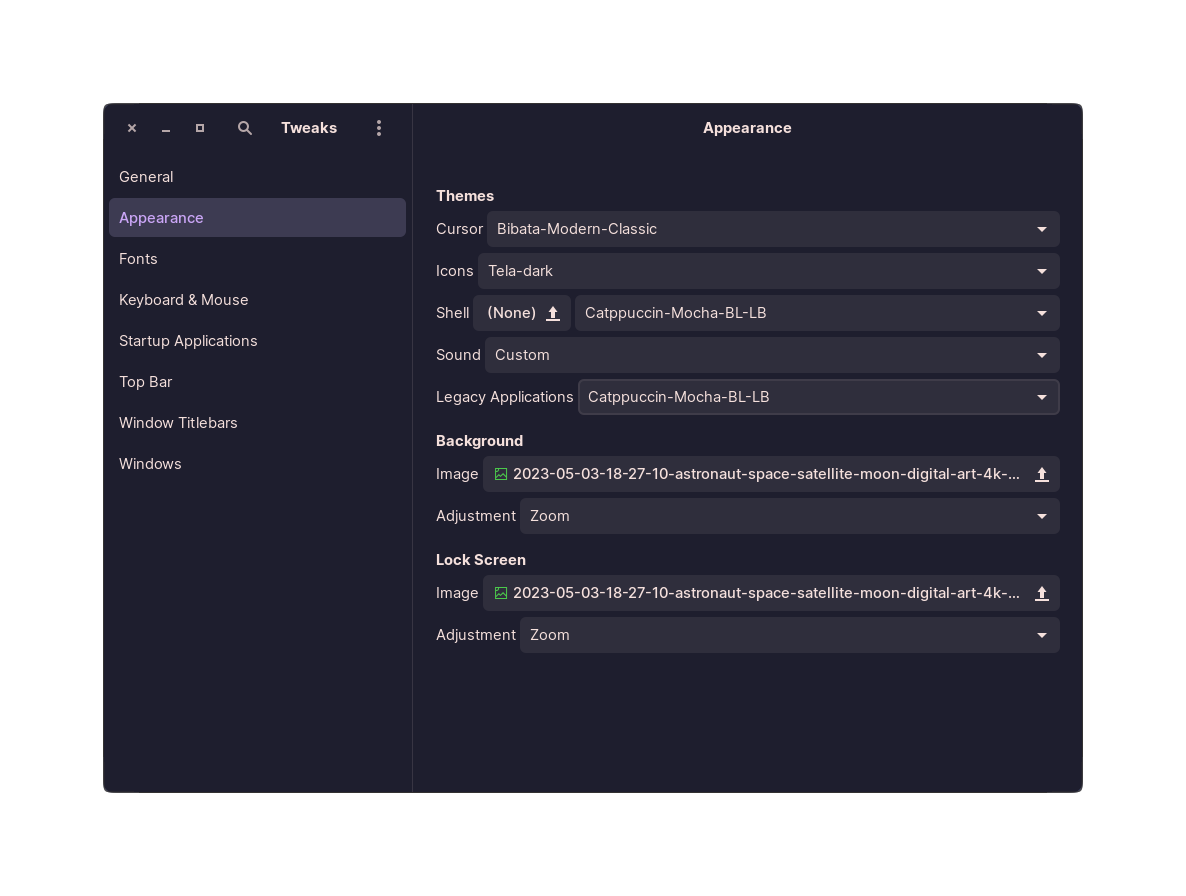 Tweaks
Appearance
General
Appearance
Fonts
Keyboard & Mouse
Startup Applications
Top Bar
Window Titlebars
Windows
Themes
Cursor Bibata-Modern-Classic
Icons Tela-dark
Shell (None) Catppuccin-Mocha-BL-LB
Sound Custom
Legacy Applications Catppuccin-Mocha-BL-LB
Background
Image 2023-05-03-18-27-10-astronaut-space-satellite-moon-digital-art-4k-...
Adjustment Zoom
Lock Screen
Image 2023-05-03-18-27-10-astronaut-space-satellite-moon-digital-art-4k-...
Adjustment Zoom